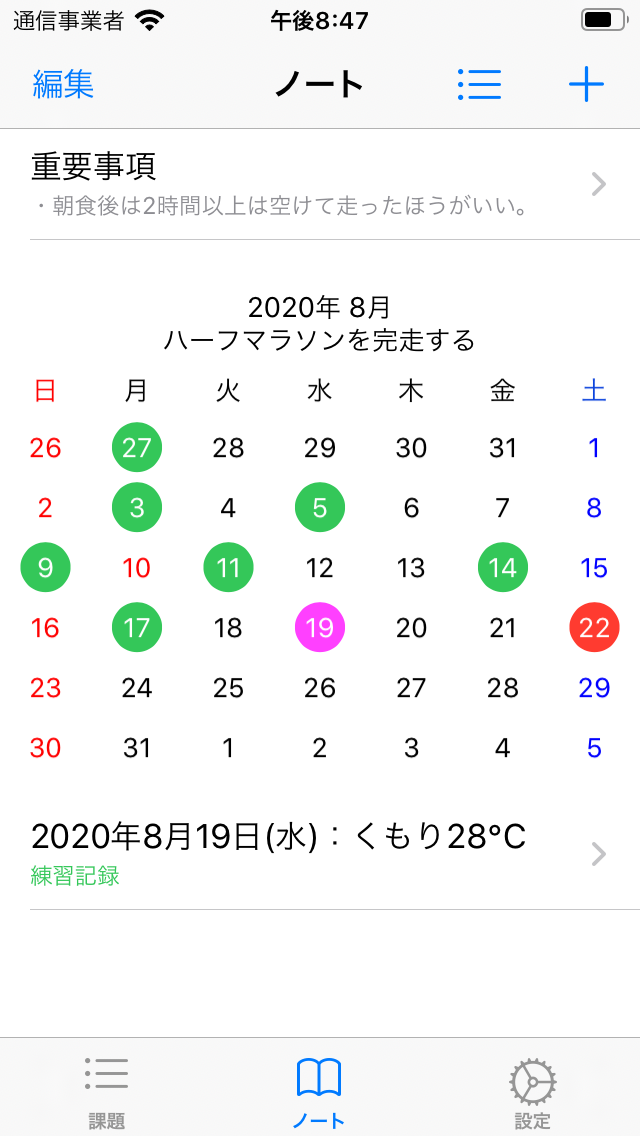 通信事業者 午後8:47
編集 ノート
重要事項
・朝食後は2時間以上は空けて走ったほうがいい。
2020年 8月
ハーフマラソンを完走する
日 月 火 水 木 金 土
26 27 28 29 30 31 1
2 3 4 5 6 7 8
9 10 11 12 13 14 15
16 17 18 19 20 21 22
23 24 25 26 27 28 29
30 31 1 2 3 4 5
2020年8月19日(水)：くもり28°C
練習記録
課題 ノート 設定